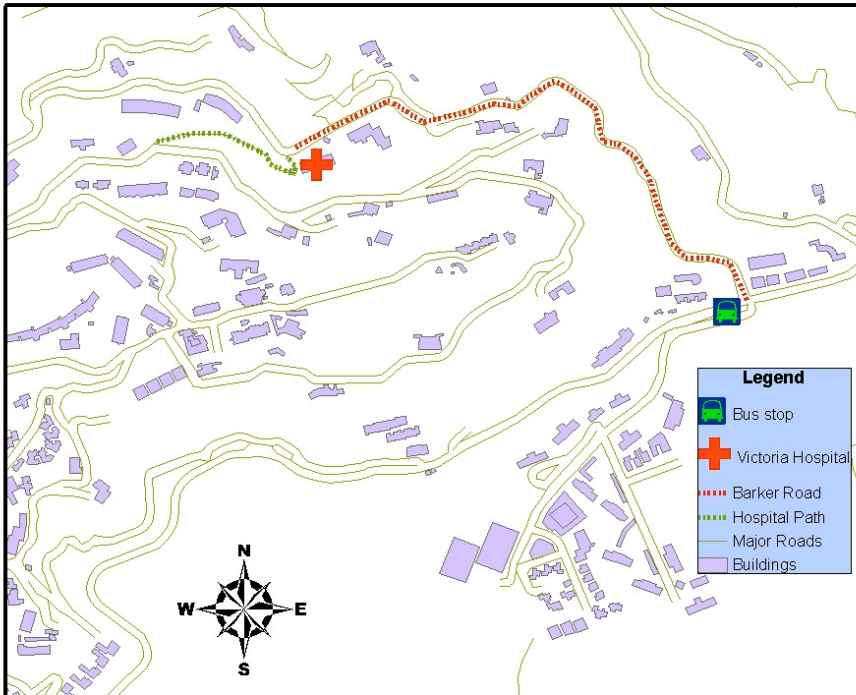 Legend
Bus stop
Victoria Hospital
Barker Road
Hospital Path
Major Roads
Buildings
N
W E
S